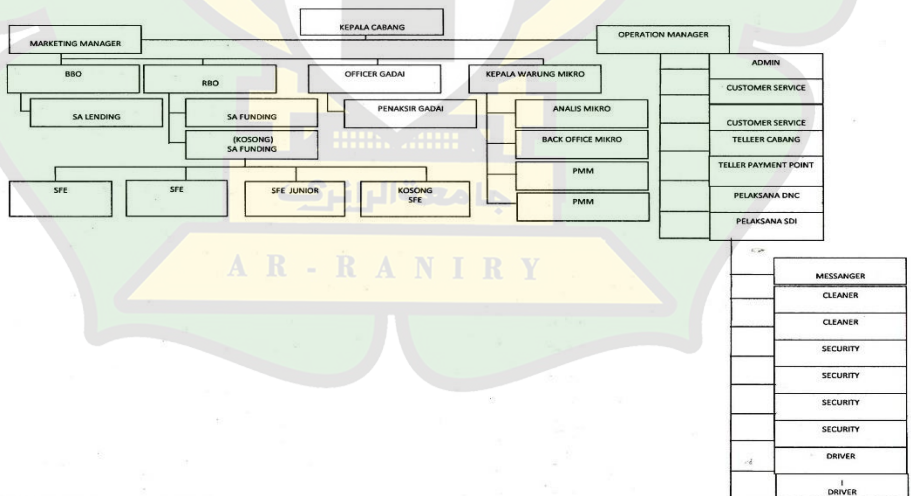 KEPALA CABANG
MARKETING MANAGER
OPERATION MANAGER
BBO
RBO
OFFICER GADAI
KEPALA WARUNG MIKRO
SA LENDING
SA FUNDING
PENAKSIR GADAI
ANALIS MIKRO
(KOSONG)
SA FUNDING
BACK OFFICE MIKRO
PMM
PMM
SFE
SFE
SFE JUNIOR
KOSONG
SFE
ADMIN
CUSTOMER SERVICE
CUSTOMER SERVICE
TELLEER CABANG
TELLER PAYMENT POINT
PELAKSANA DNC
PELAKSANA SDI
MESSANGER
CLEANER
CLEANER
SECURITY
SECURITY
SECURITY
SECURITY
DRIVER
I
DRIVER
جامعة الرانري
AR-RANIRY